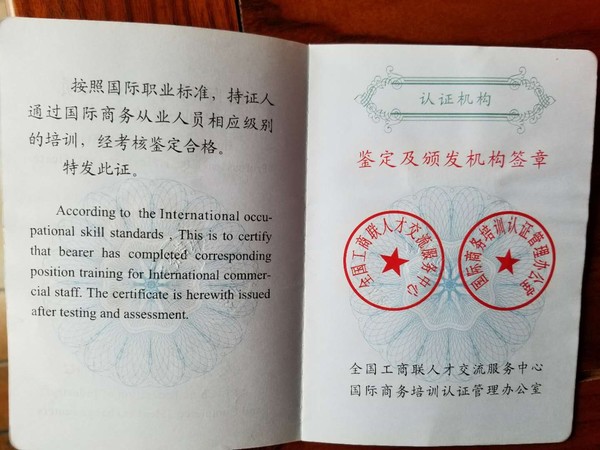 按照国际职业标准，持证人
通过国际商务从业人员相应级别
的培训，经考核鉴定合格。
特发此证。
According to the International occu-
pational skill standards , This is to certify
that bearer has completed corresponding
position training for International commer-
cial staff. The certificate is herewith issued
after testing and assessment.
认证机构
鉴定及颁发机构签章
全国工商联人才交流服务中心
国际商务培训认证管理办公室
全国工商联人才交流服务中心
国际商务培训认证管理办公室